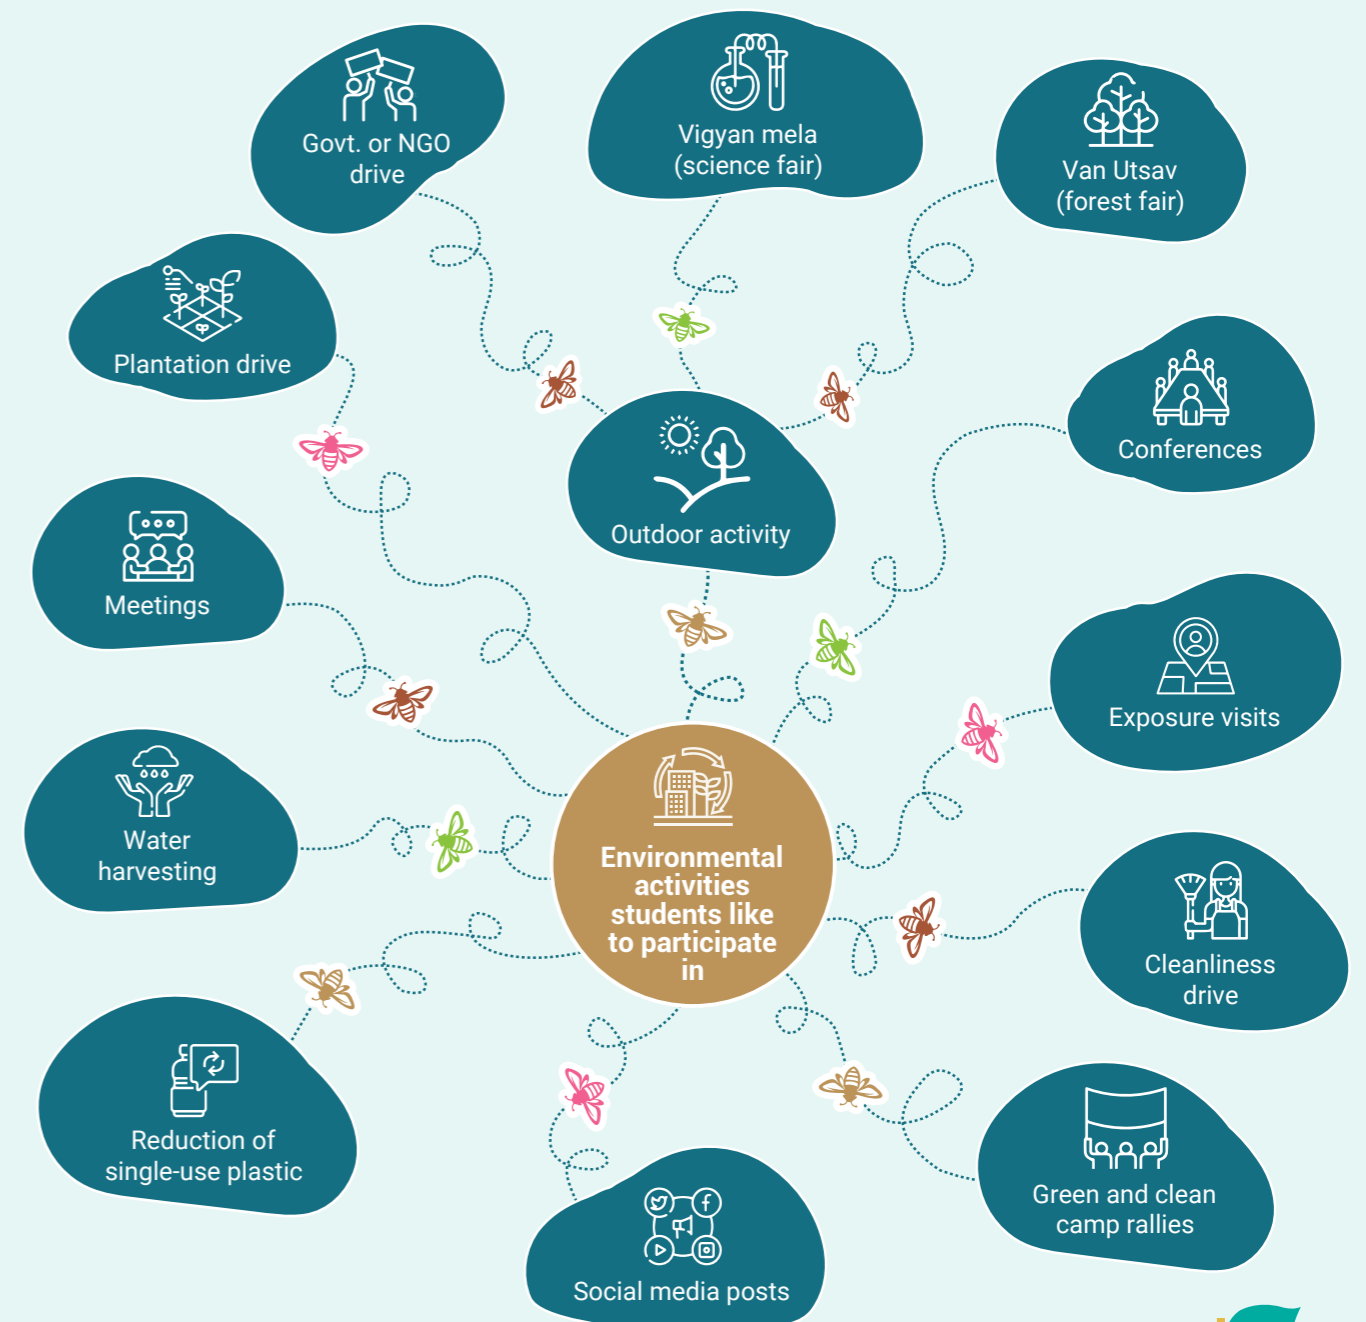 Govt. or NGO
drive
Vigyan mela
(science fair)
Van Utsav
(forest fair)
Plantation drive
Conferences
Outdoor activity
Meetings
Exposure visits
Water
harvesting
Environmental
activities
students like
to participate
in
Cleanliness
drive
Reduction of
single-use plastic
Green and clean
camp rallies
Social media posts